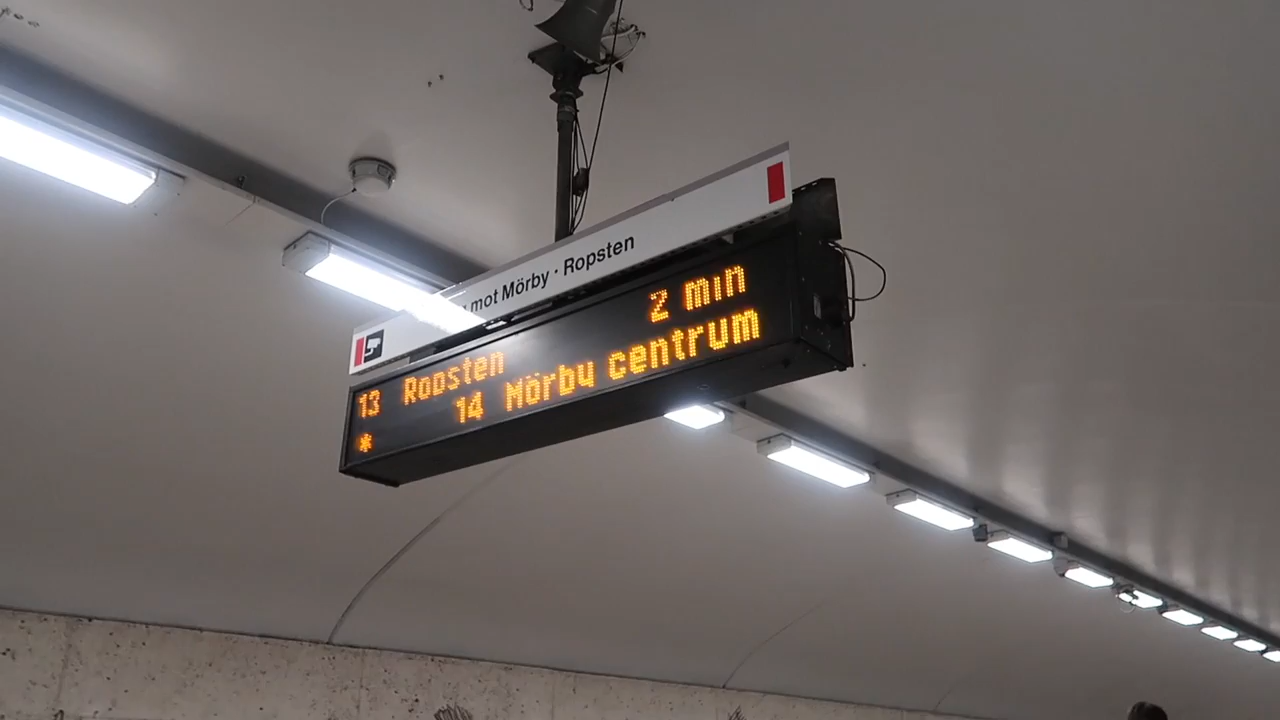 mot Mörby · Ropsten
13 Ropsten 2 min
* 14 Mörby centrum